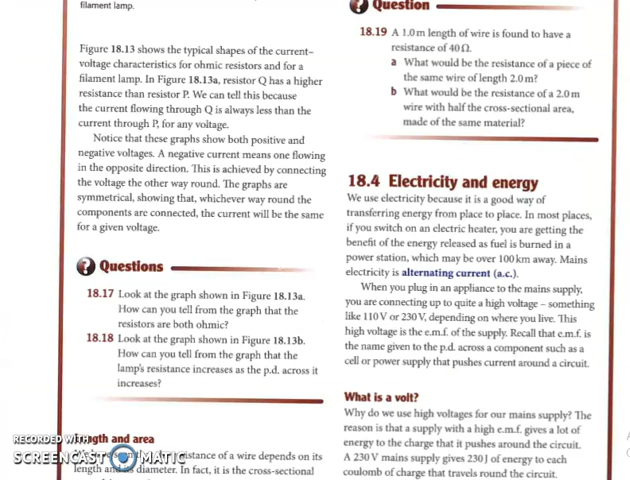 filament lamp.
Figure 18.13 shows the typical shapes of the current–
voltage characteristics for ohmic resistors and for a
filament lamp. In Figure 18.13a, resistor Q has a higher
resistance than resistor P. We can tell this because
the current flowing through Q is always less than the
current through P, for any voltage.
Notice that these graphs show both positive and
negative voltages. A negative current means one flowing
in the opposite direction. This is achieved by connecting
the voltage the other way round. The graphs are
symmetrical, showing that, whichever way round the
components are connected, the current will be the same
for a given voltage.
? Questions
18.17 Look at the graph shown in Figure 18.13a.
How can you tell from the graph that the
resistors are both ohmic?
18.18 Look at the graph shown in Figure 18.13b.
How can you tell from the graph that the
lamp's resistance increases as the p.d. across it
increases?
Length and area
resistance of a wire depends on its
length and its diameter. In fact, it is the cross-sectional
RECORDED WITH
SCREENCAST MATIC
? Question
18.19 A 1.0 m length of wire is found to have a
resistance of 40 Ω.
a What would be the resistance of a piece of
the same wire of length 2.0 m?
b What would be the resistance of a 2.0 m
wire with half the cross-sectional area,
made of the same material?
18.4 Electricity and energy
We use electricity because it is a good way of
transferring energy from place to place. In most places,
if you switch on an electric heater, you are getting the
benefit of the energy released as fuel is burned in a
power station, which may be over 100 km away. Mains
electricity is alternating current (a.c.).
When you plug in an appliance to the mains supply,
you are connecting up to quite a high voltage – something
like 110 V or 230 V, depending on where you live. This
high voltage is the e.m.f. of the supply. Recall that e.m.f. is
the name given to the p.d. across a component such as a
cell or power supply that pushes current around a circuit.
What is a volt?
Why do we use high voltages for our mains supply? The
reason is that a supply with a high e.m.f. gives a lot of
energy to the charge that it pushes around the circuit.
A 230 V mains supply gives 230 J of energy to each
coulomb of charge that travels round the circuit.